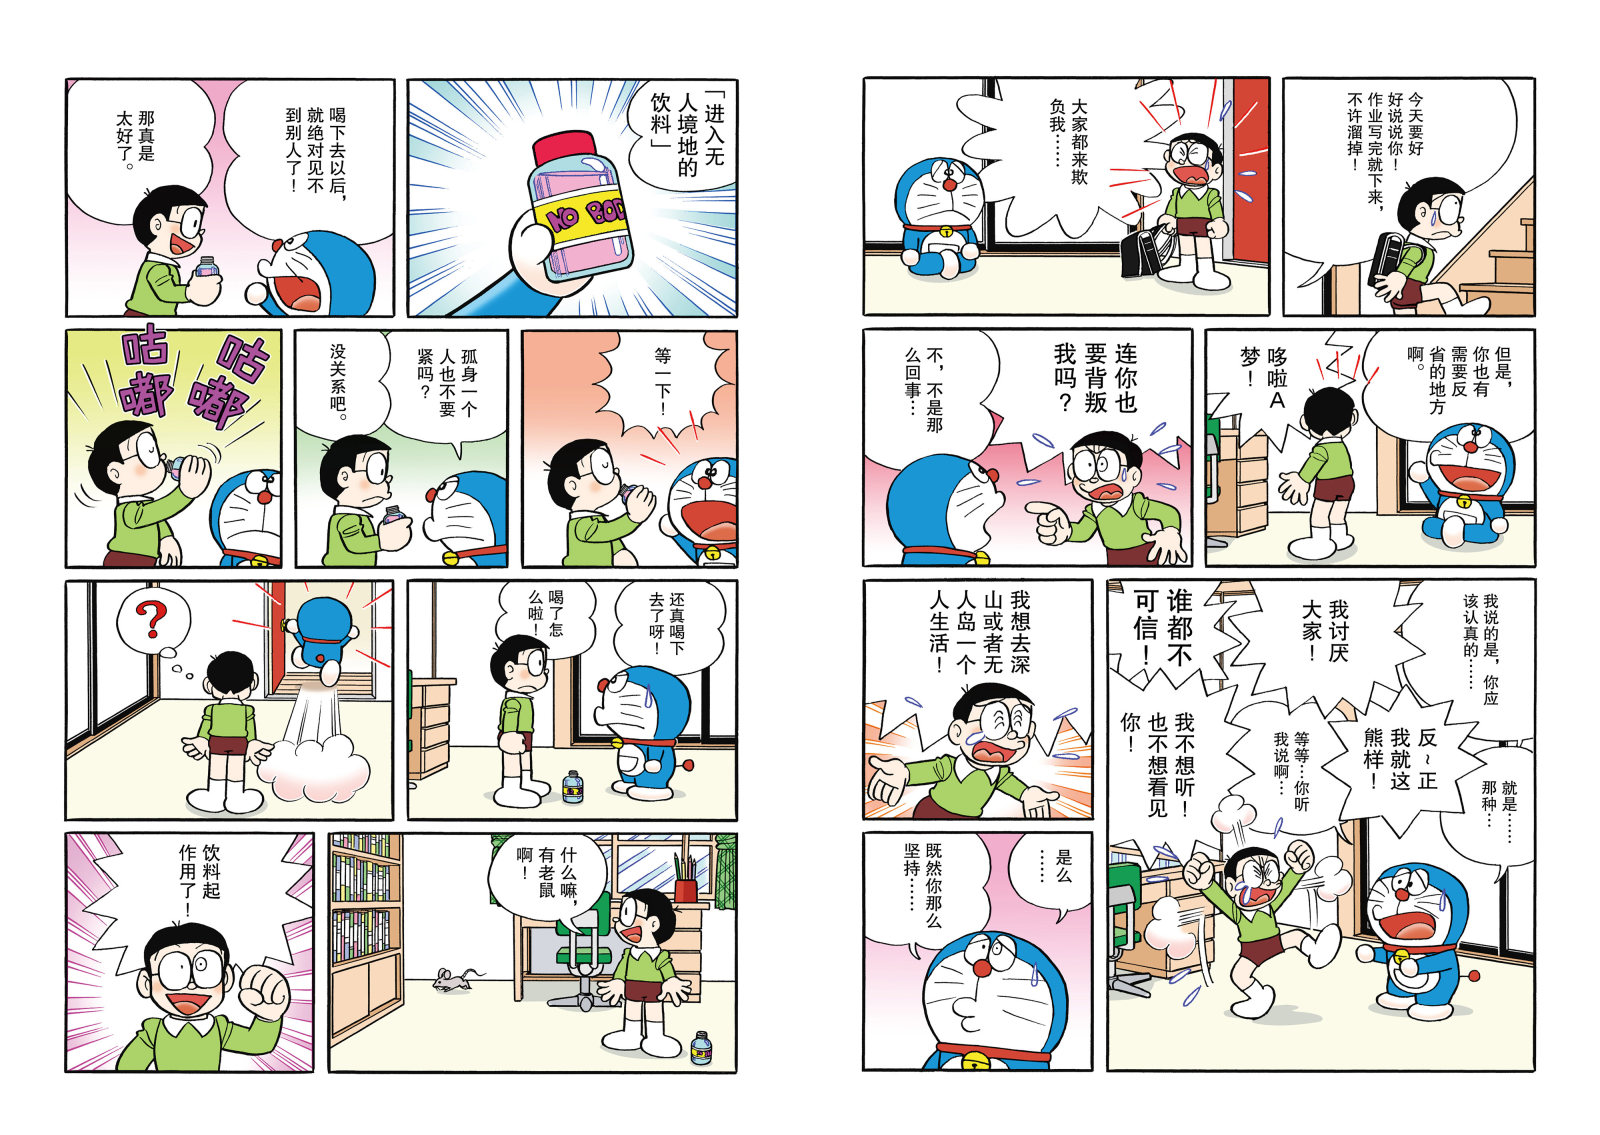 今天要好
好说说你！
作业写完就下来，
不许溜掉！
大家都来欺
负我……
但是，
你也有
需要反
省的地方
啊。
哆啦A
梦！
连你也
要背叛
我吗？
不，不是那
么回事…
我说的是，你应
该认真的……
我讨厌
大家！
谁都不
可信！
就是……
那种…
反~正
我就这
熊样！
等等…你听
我说啊…
我不想听！
也不想看见
你！
我想去深
山或者无
人岛一个
人生活！
是么
……
既然你那么
坚持……
「进入无
人境地的
饮料」
NO BOD
喝下去以后，
就绝对见不
到别人了！
那真是
太好了。
等一下！
孤身一个
人也不要
紧吗？
没关系吧。
咕嘟
咕嘟
还真喝下
去了呀！
喝了怎
么啦！
?
什么嘛，
有老鼠
啊！
饮料起
作用了！